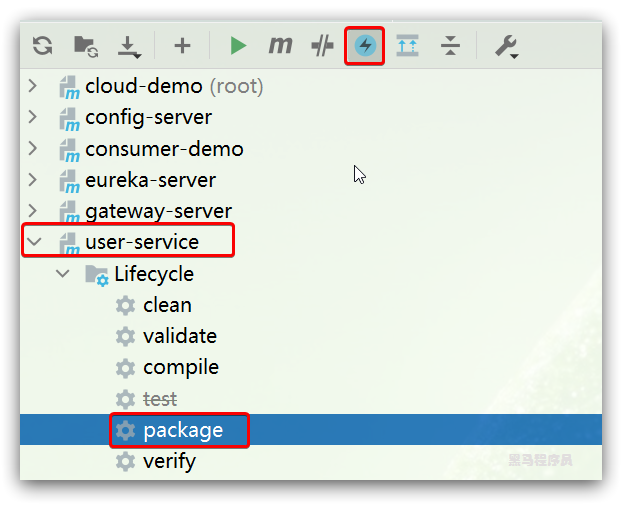 cloud-demo (root)
config-server
consumer-demo
eureka-server
gateway-server
user-service
Lifecycle
clean
validate
compile
test
package
verify
黑马程序员